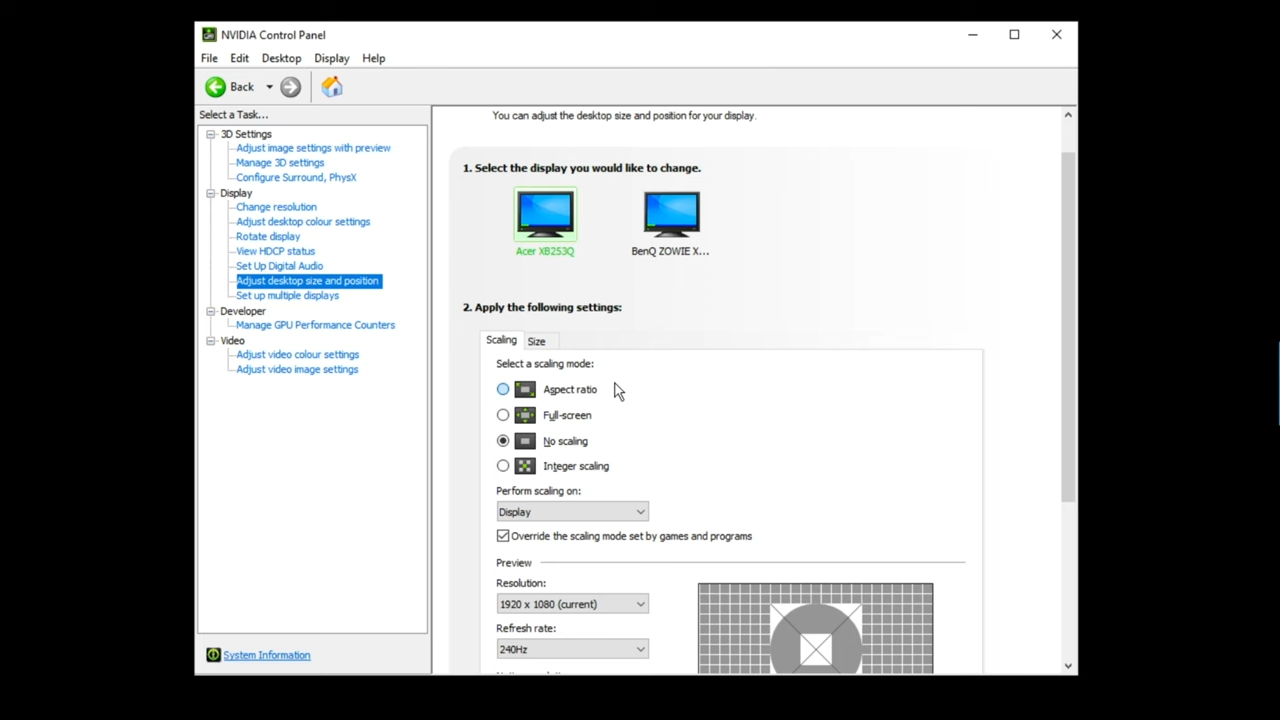 NVIDIA Control Panel
File Edit Desktop Display Help
Back
Select a Task...
3D Settings
Adjust image settings with preview
Manage 3D settings
Configure Surround, PhysX
Display
Change resolution
Adjust desktop colour settings
Rotate display
View HDCP status
Set Up Digital Audio
Adjust desktop size and position
Set up multiple displays
Developer
Manage GPU Performance Counters
Video
Adjust video colour settings
Adjust video image settings
System Information
You can adjust the desktop size and position for your display.
1. Select the display you would like to change.
Acer XB253Q BenQ ZOWIE X...
2. Apply the following settings:
Scaling Size
Select a scaling mode:
Aspect ratio
Full-screen
No scaling
Integer scaling
Perform scaling on:
Display
Override the scaling mode set by games and programs
Preview
Resolution:
1920 x 1080 (current)
Refresh rate:
240Hz